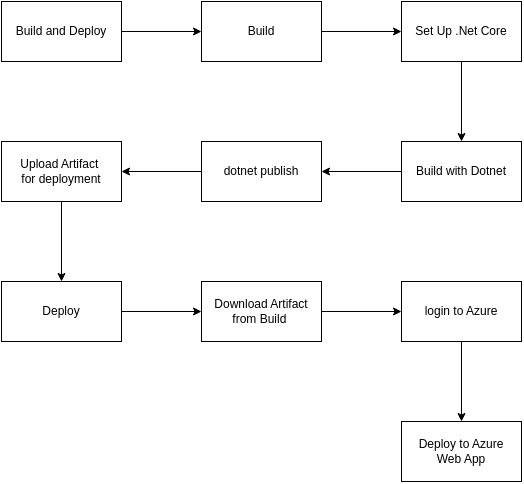 Build and Deploy
Build
Set Up .Net Core
Upload Artifact
for deployment
dotnet publish
Build with Dotnet
Deploy
Download Artifact
from Build
login to Azure
Deploy to Azure
Web App